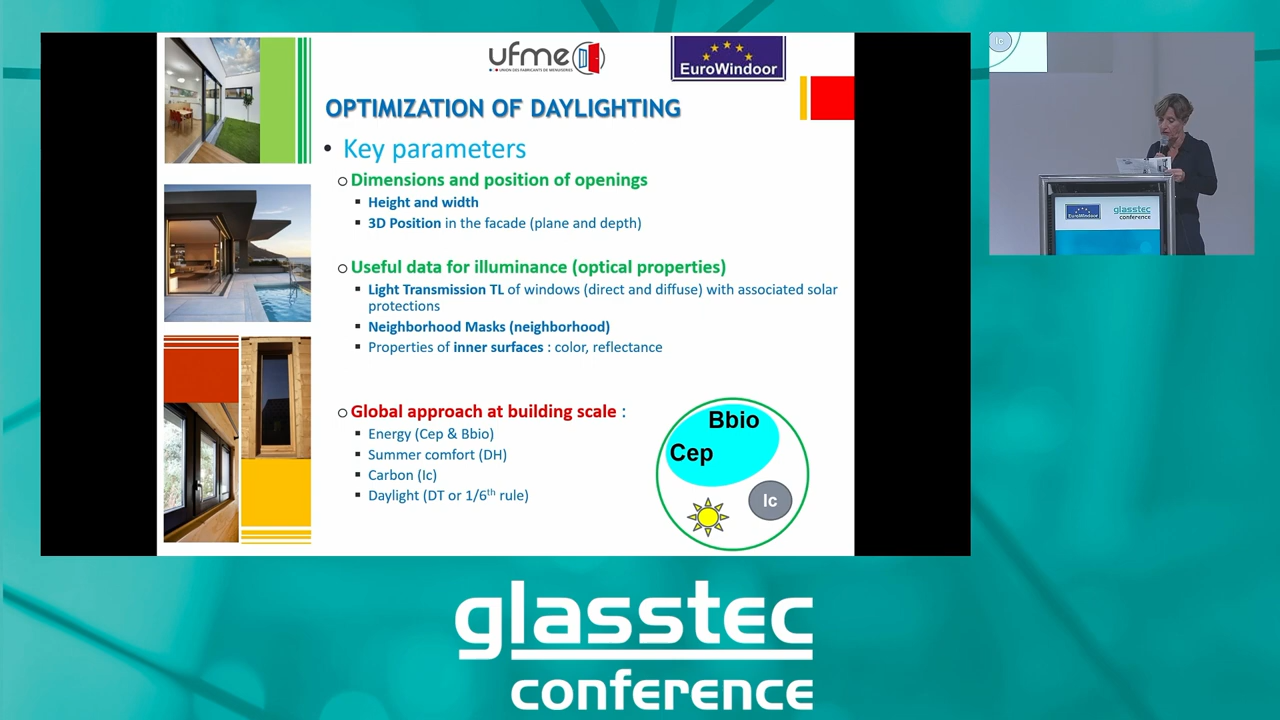 ufme
UNION DES FABRICANTS DE MENUISERIES
EuroWindoor
OPTIMIZATION OF DAYLIGHTING
• Key parameters
o Dimensions and position of openings
▪ Height and width
▪ 3D Position in the facade (plane and depth)
o Useful data for illuminance (optical properties)
▪ Light Transmission TL of windows (direct and diffuse) with associated solar
protections
▪ Neighborhood Masks (neighborhood)
▪ Properties of inner surfaces : color, reflectance
o Global approach at building scale :
▪ Energy (Cep & Bbio)
▪ Summer comfort (DH)
▪ Carbon (Ic)
▪ Daylight (DT or 1/6th rule)
Bbio
Cep
Ic
Ic
EuroWindoor
glasstec
conference
glasstec
conference